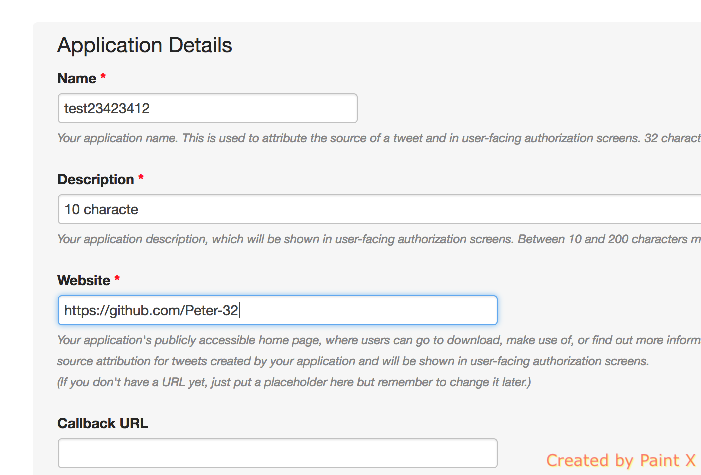 Application Details
Name *
test23423412
Your application name. This is used to attribute the source of a tweet and in user-facing authorization screens. 32 charact
Description *
10 characte
Your application description, which will be shown in user-facing authorization screens. Between 10 and 200 characters m
Website *
https://github.com/Peter-32
Your application's publicly accessible home page, where users can go to download, make use of, or find out more inform
source attribution for tweets created by your application and will be shown in user-facing authorization screens.
(If you don't have a URL yet, just put a placeholder here but remember to change it later.)
Callback URL
Created by Paint X